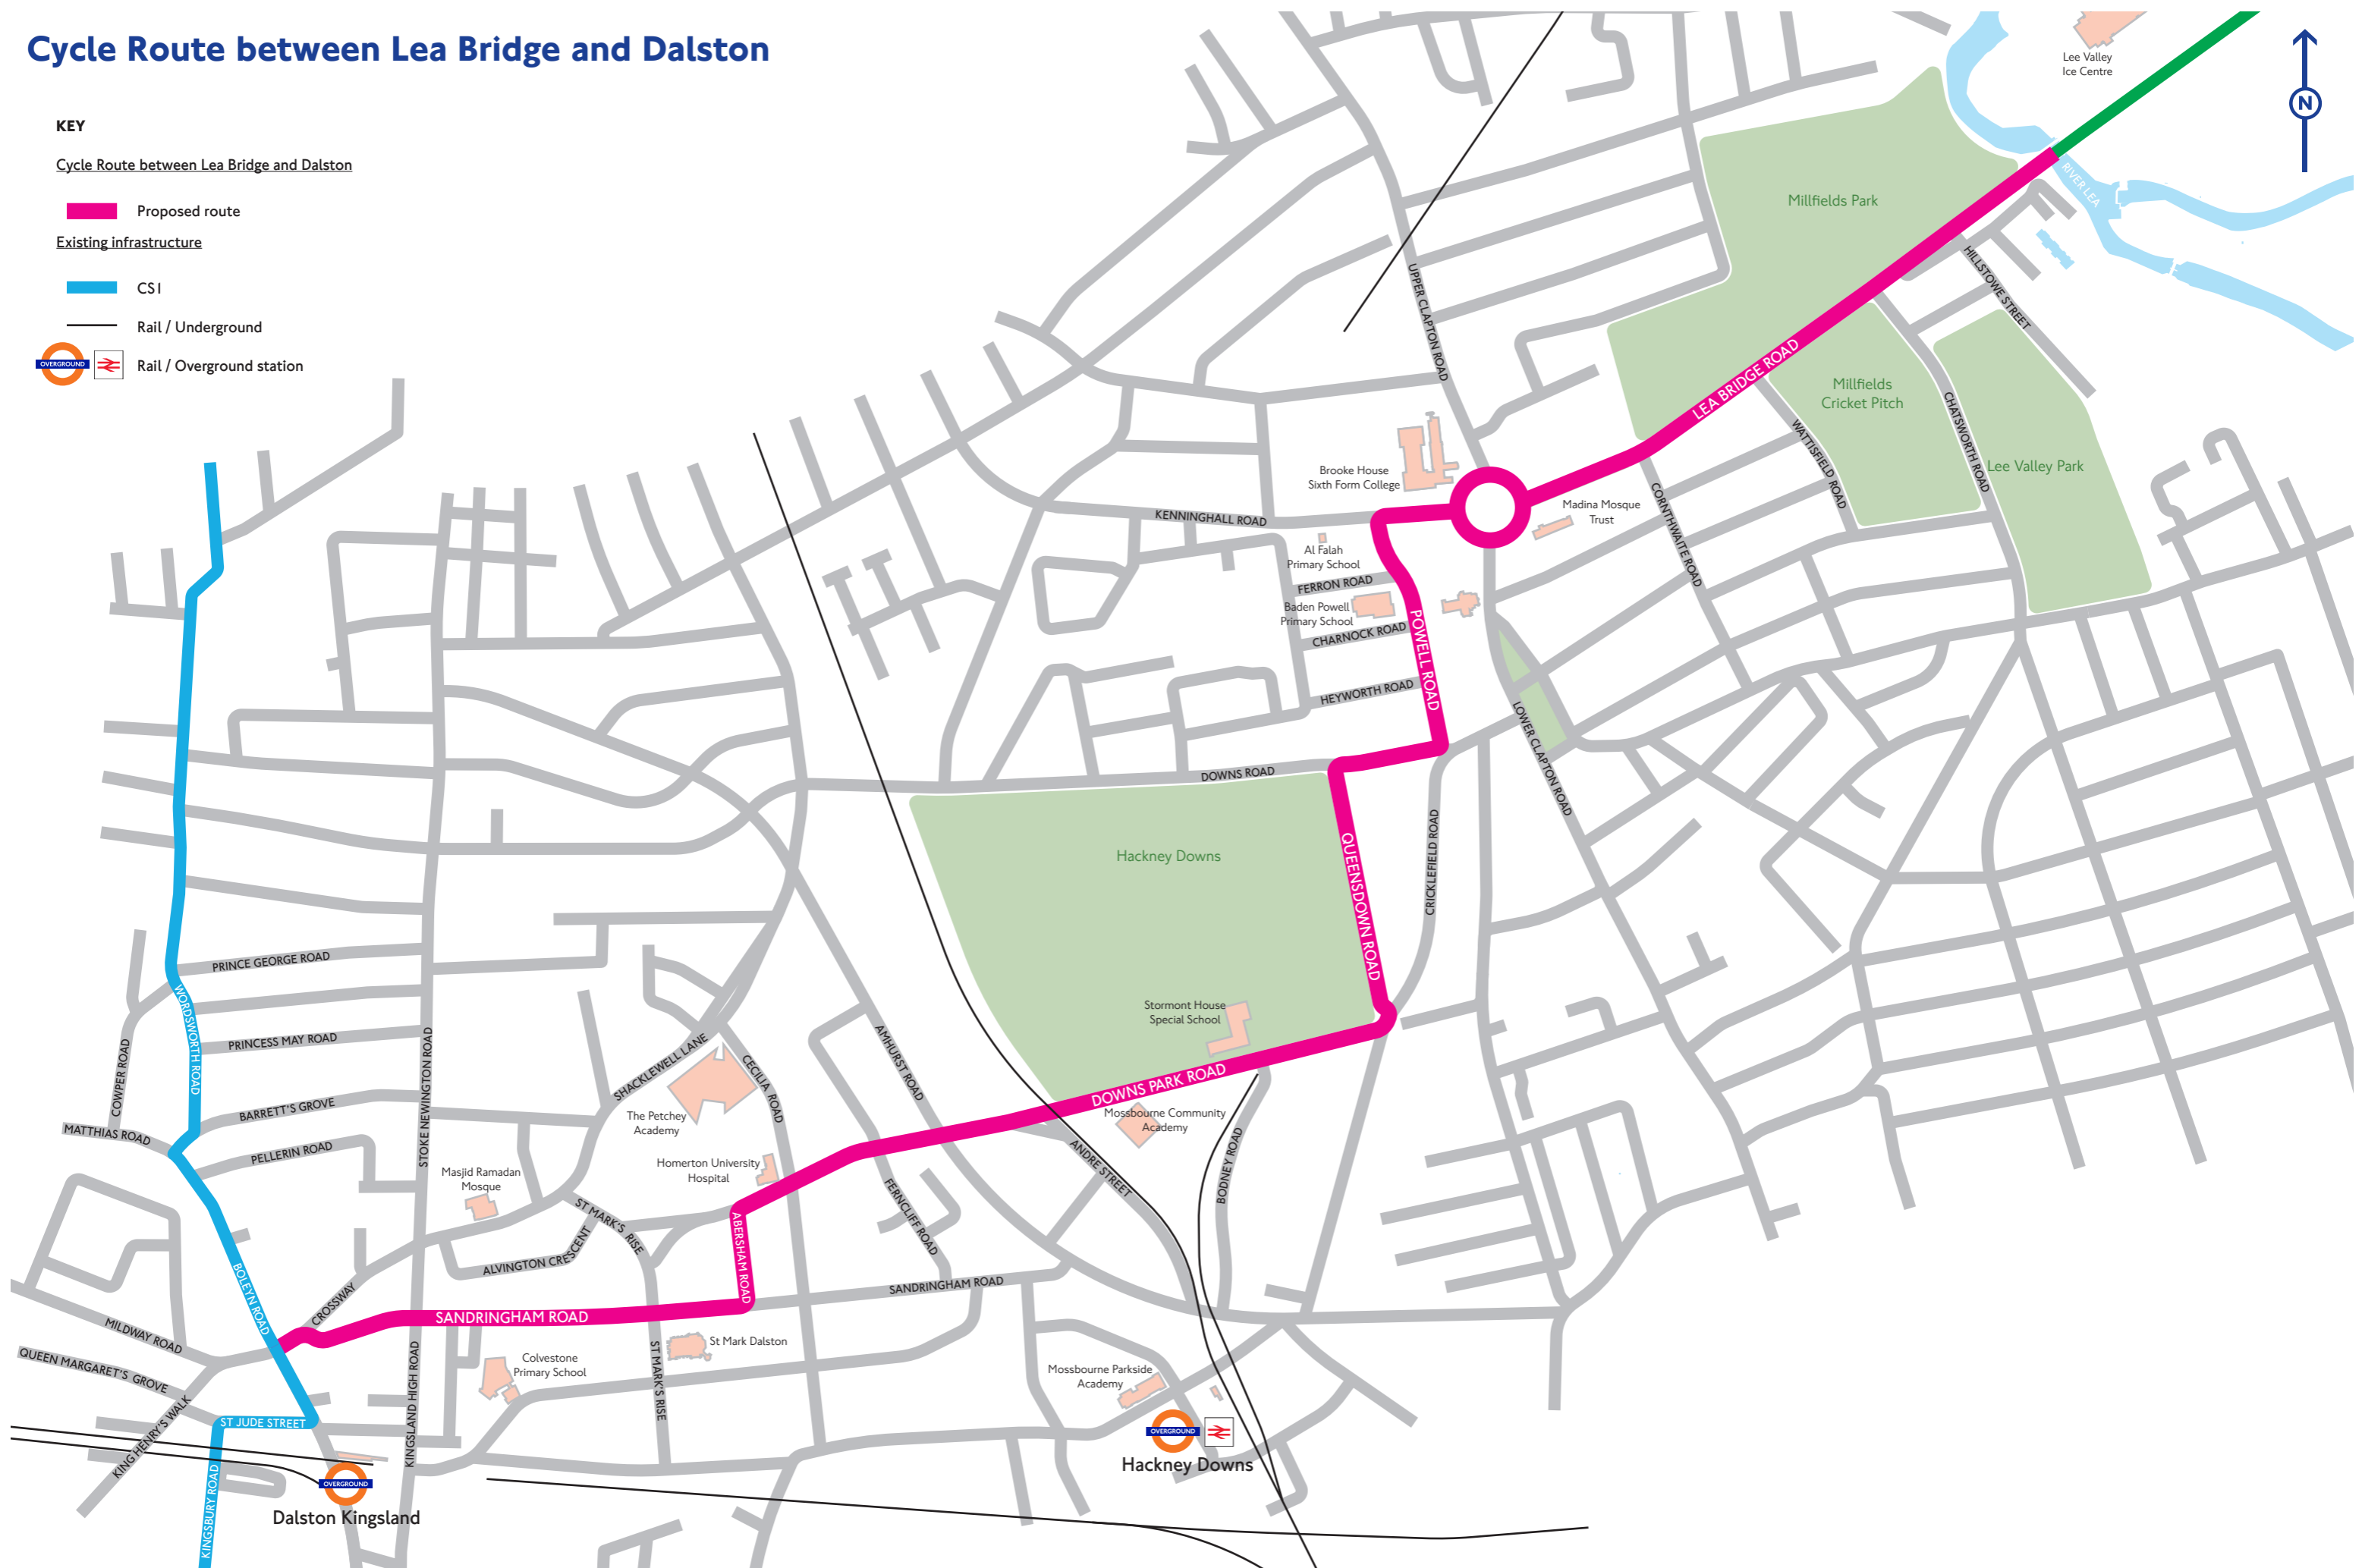 Cycle Route between Lea Bridge and Dalston
KEY
Cycle Route between Lea Bridge and Dalston
Proposed route
Existing infrastructure
CS1
Rail / Underground
OVERGROUND
Rail / Overground station
Lee Valley
Ice Centre
N
RIVER LEA
Millfields Park
HILLSTOWE STREET
UPPER CLAPTON ROAD
LEA BRIDGE ROAD
Millfields
Cricket Pitch
CHATSWORTH ROAD
WATTISFIELD ROAD
Lee Valley Park
Brooke House
Sixth Form College
CORNTHWAITE ROAD
Madina Mosque
Trust
KENNINGHALL ROAD
Al Falah
Primary School
FERRON ROAD
Baden Powell
Primary School
CHARNOCK ROAD
POWELL ROAD
HEYWORTH ROAD
LOWER CLAPTON ROAD
DOWNS ROAD
Hackney Downs
QUEENSDOWN ROAD
CRICKLEFIELD ROAD
PRINCE GEORGE ROAD
WORDSWORTH ROAD
PRINCESS MAY ROAD
COWPER ROAD
STOKE NEWINGTON ROAD
SHACKLEWELL LANE
CECILIA ROAD
AMHURST ROAD
Stormont House
Special School
DOWNS PARK ROAD
BARRETT'S GROVE
MATTHIAS ROAD
PELLERIN ROAD
The Petchey
Academy
Mossbourne Community
Academy
ANDRE STREET
BODNEY ROAD
Masjid Ramadan
Mosque
Homerton University
Hospital
ST MARK'S RISE
ABERSHAM ROAD
FERNCLIFF ROAD
ALVINGTON CRESCENT
SANDRINGHAM ROAD
BOLEYN ROAD
CROSSWAY
SANDRINGHAM ROAD
MILDWAY ROAD
QUEEN MARGARET'S GROVE
KINGSLAND HIGH ROAD
ST MARK'S RISE
St Mark Dalston
Colvestone
Primary School
Mossbourne Parkside
Academy
KING HENRY'S WALK
ST JUDE STREET
KINGSBURY ROAD
OVERGROUND
Hackney Downs
OVERGROUND
Dalston Kingsland